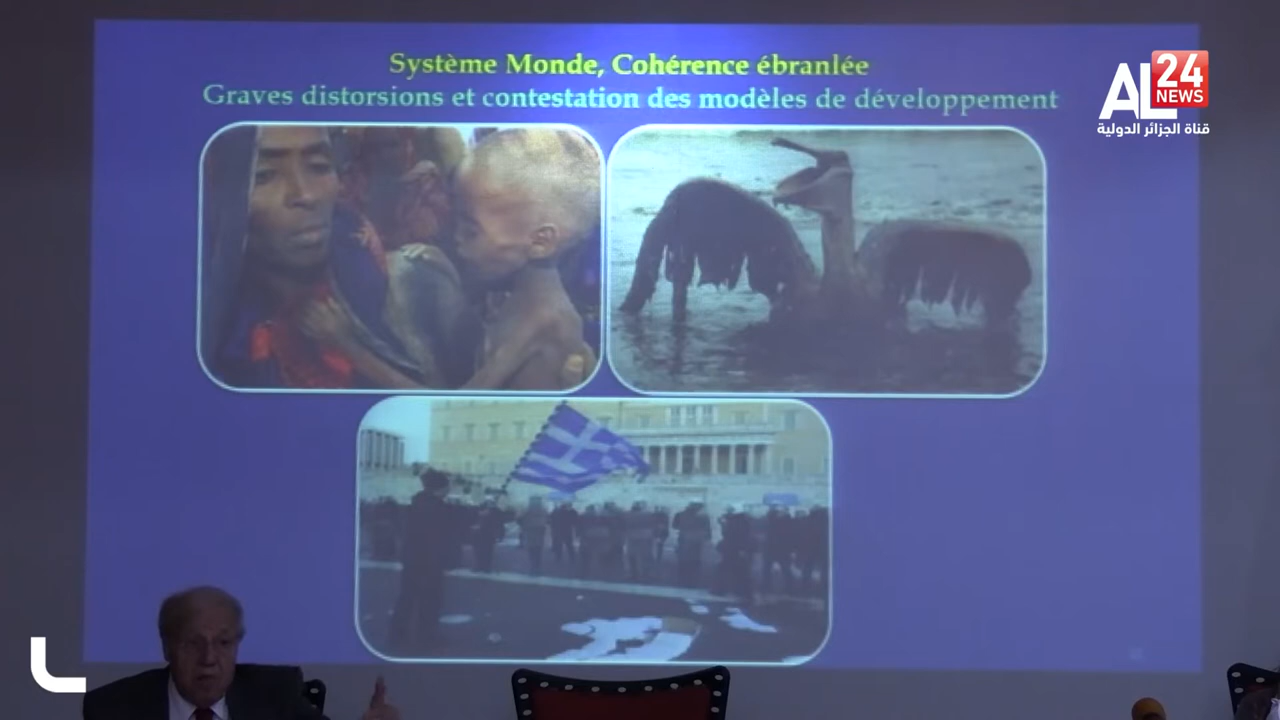 Système Monde, Cohérence ébranlée
Graves distorsions et contestation des modèles de développement
AL
24
NEWS
قناة الجزائر الدولية